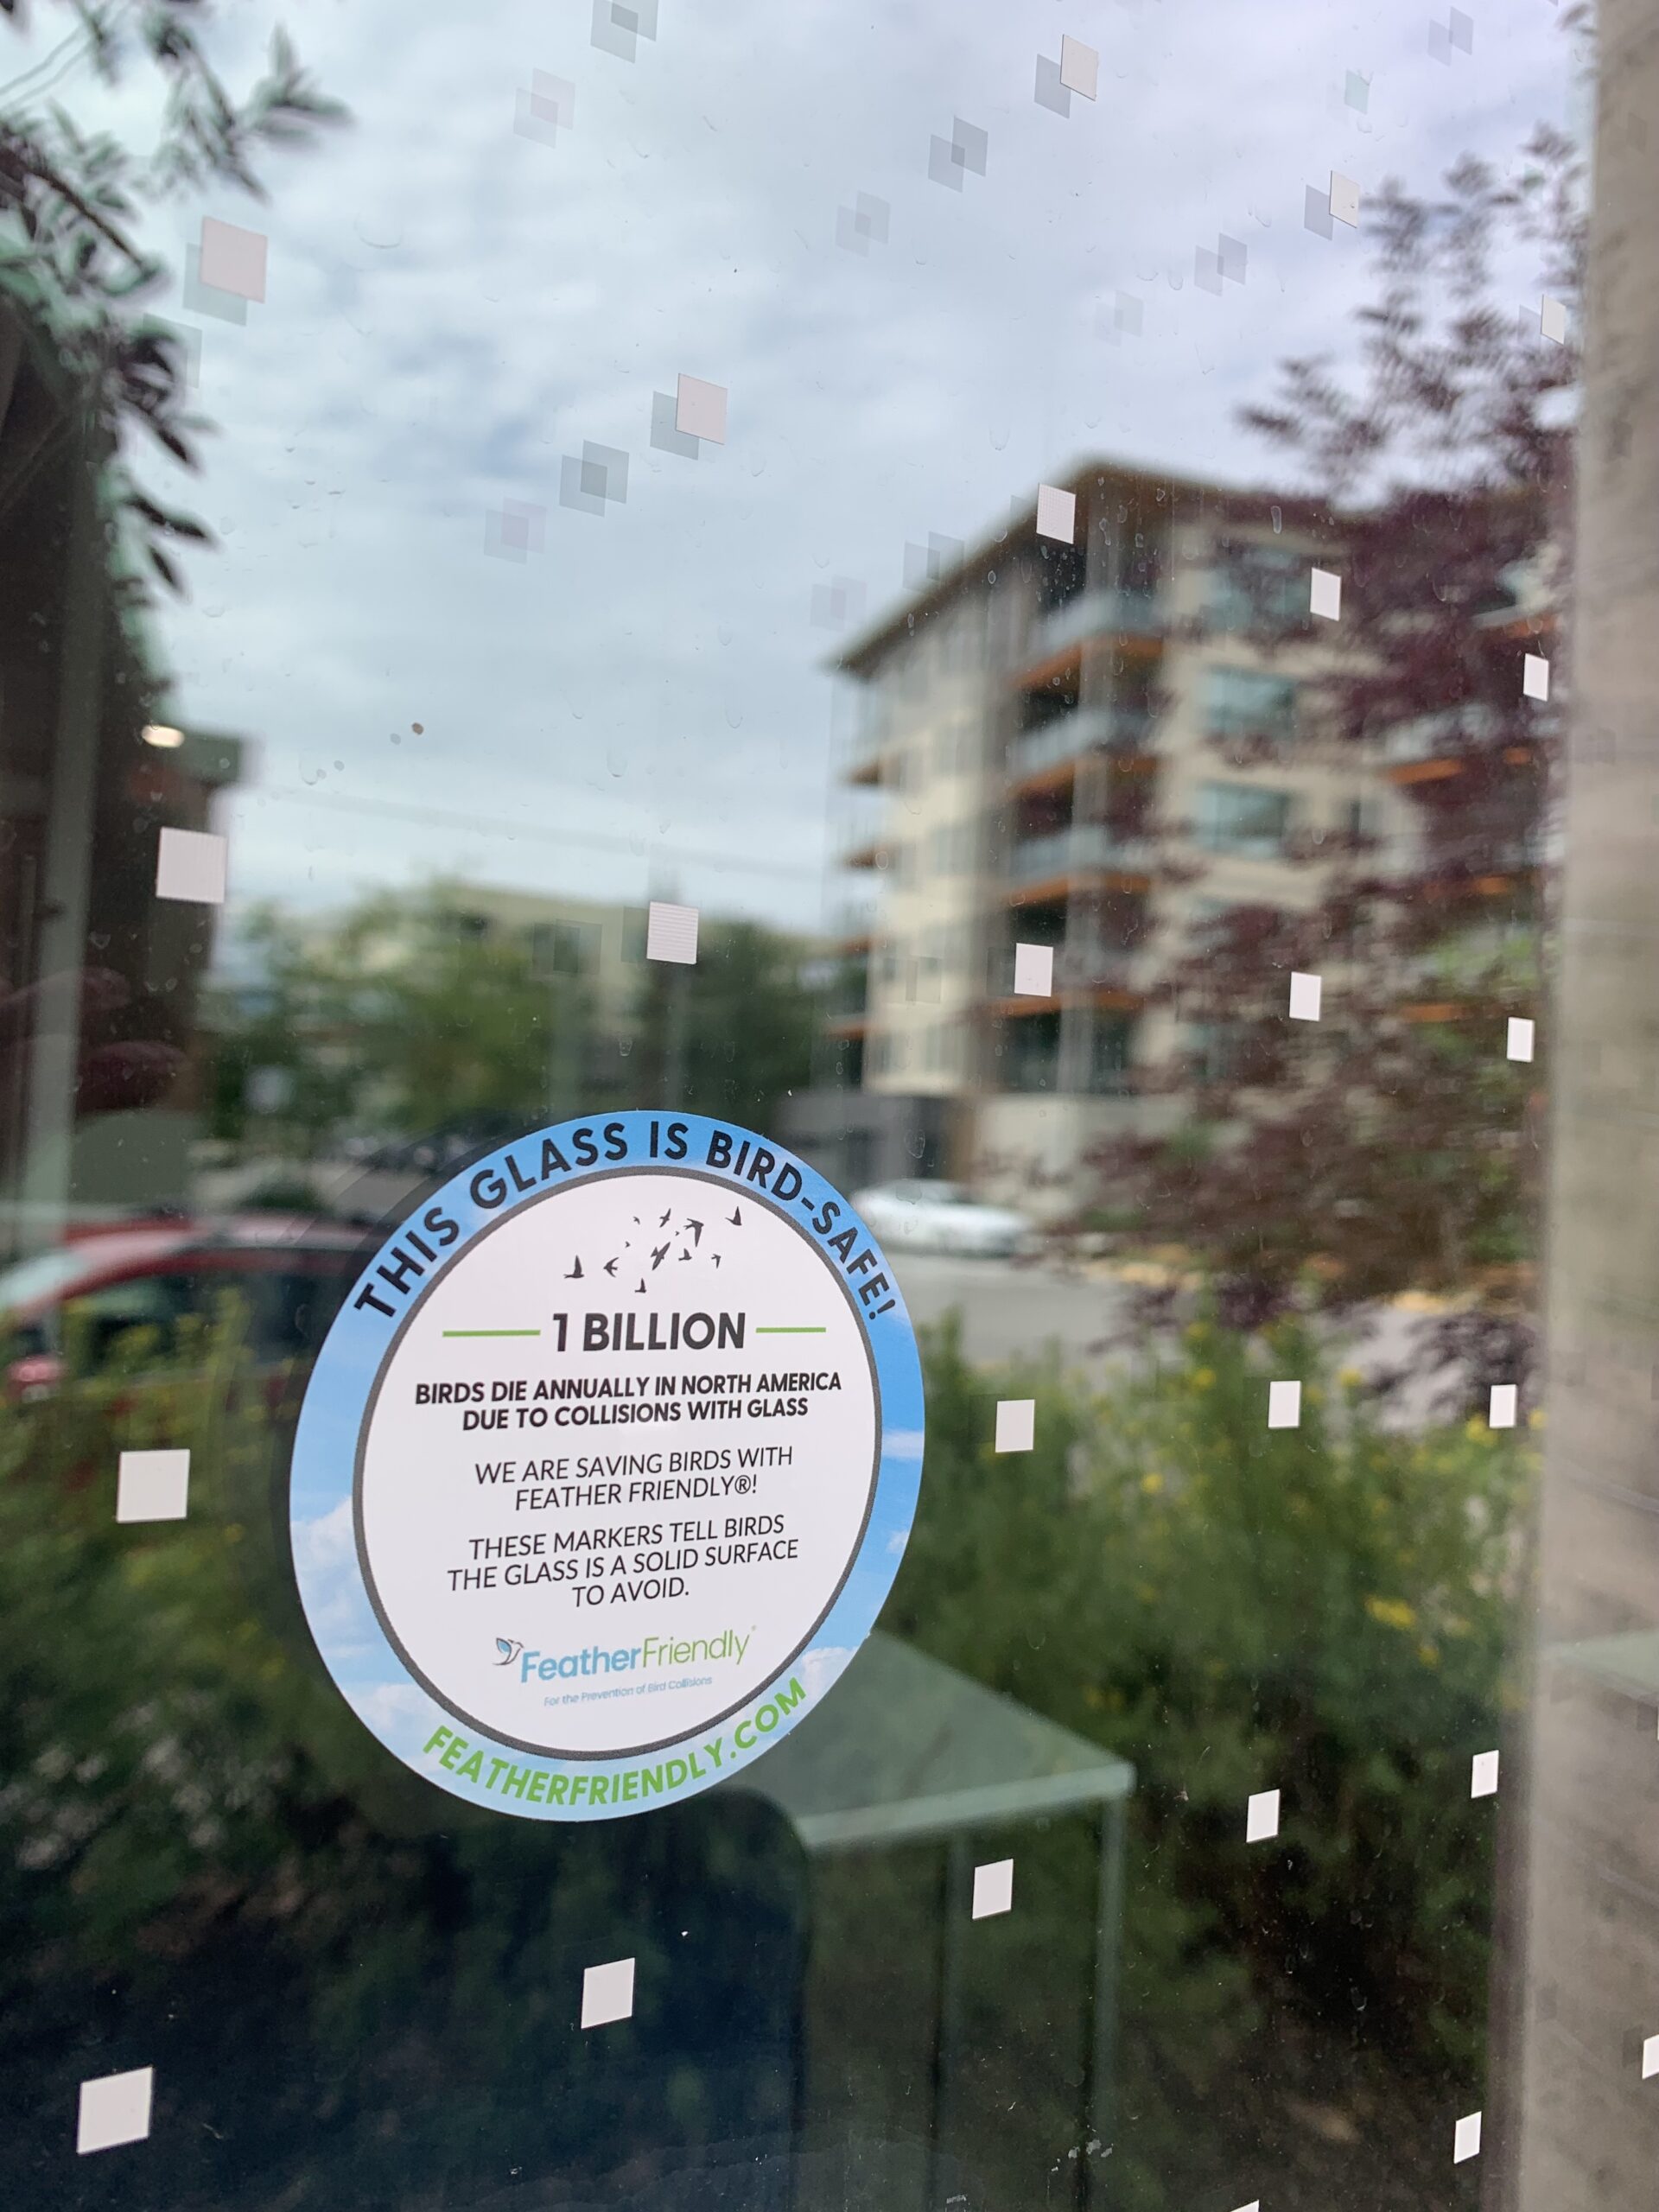 THIS GLASS IS BIRD-SAFE!
1 BILLION
BIRDS DIE ANNUALLY IN NORTH AMERICA
DUE TO COLLISIONS WITH GLASS
WE ARE SAVING BIRDS WITH
FEATHER FRIENDLY®!
THESE MARKERS TELL BIRDS
THE GLASS IS A SOLID SURFACE
TO AVOID.
FeatherFriendly
For the Prevention of Bird Collisions
FEATHERFRIENDLY.COM